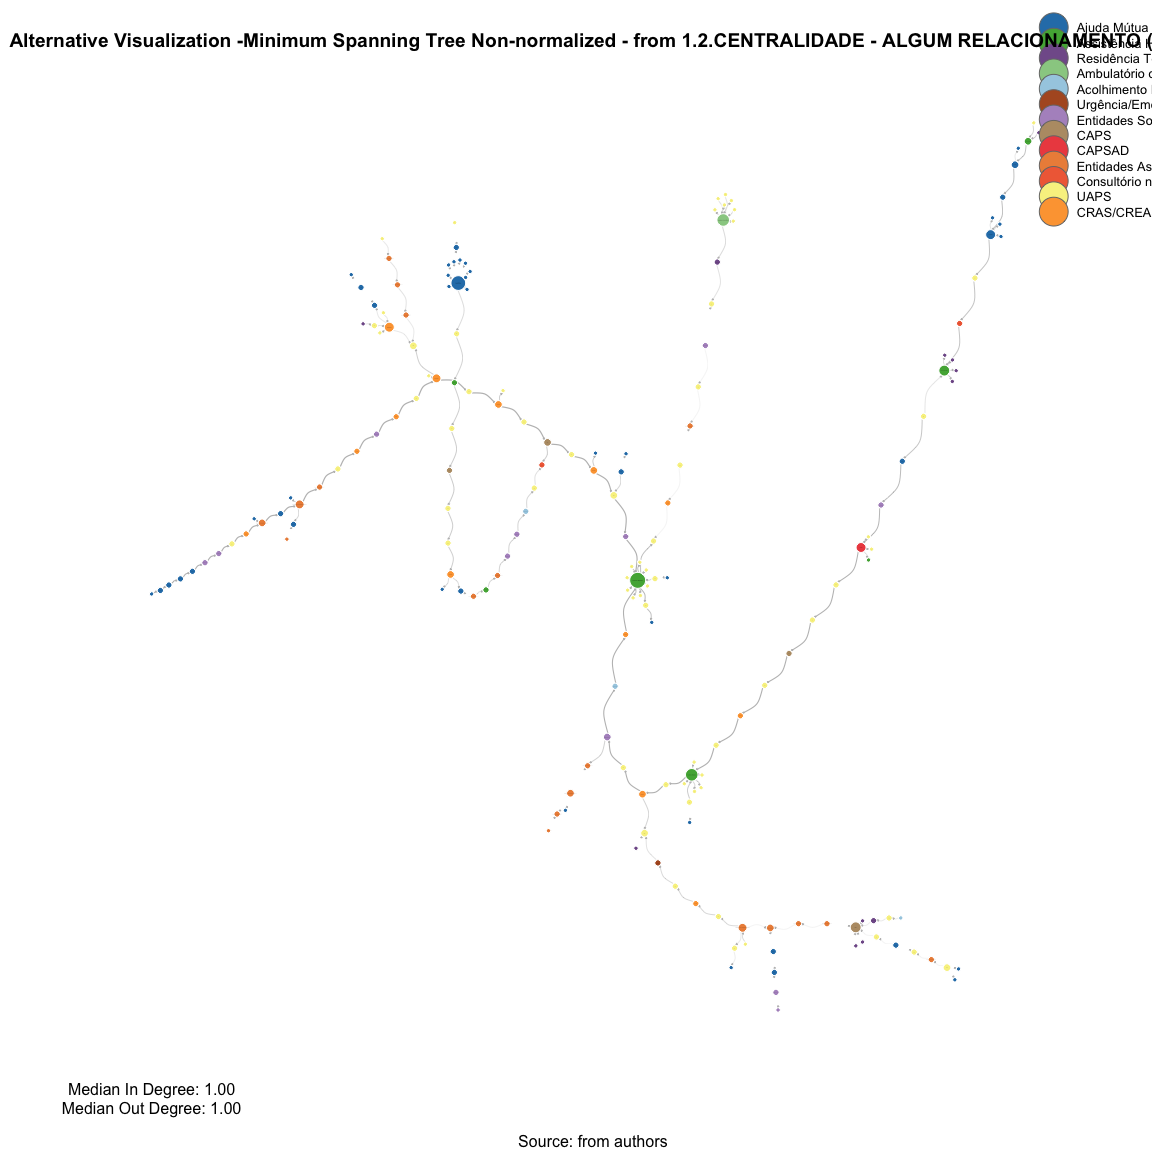 Alternative Visualization -Minimum Spanning Tree Non-normalized - from 1.2.CENTRALIDADE - ALGUM RELACIONAMENTO (
Ajuda Mútua
Assistência H
Residência T
Ambulatório
Acolhimento
Urgência/Eme
Entidades So
CAPS
CAPSAD
Entidades As
Consultório n
UAPS
CRAS/CREA
Median In Degree: 1.00
Median Out Degree: 1.00
Source: from authors